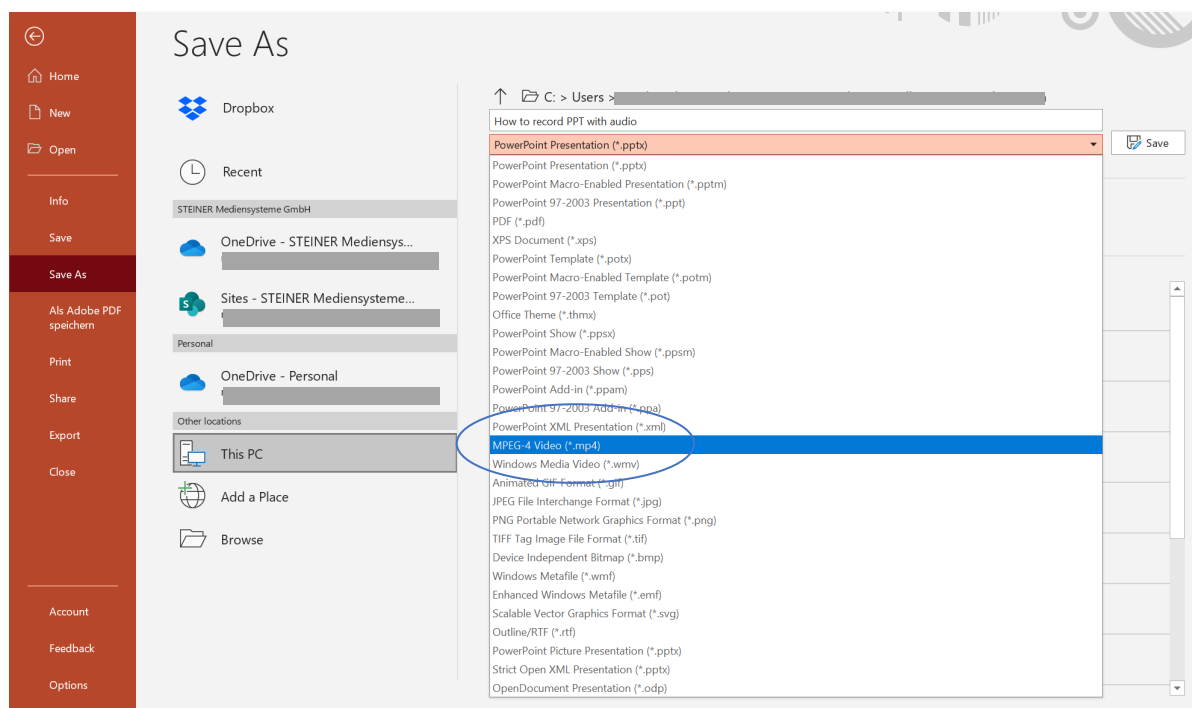 Save As
Home
New
Open
Info
Save
Save As
Als Adobe PDF
speichern
Print
Share
Export
Close
Account
Feedback
Options
Dropbox
Recent
STEINER Mediensysteme GmbH
OneDrive - STEINER Mediensys...
Sites - STEINER Mediensysteme...
Personal
OneDrive - Personal
Other locations
This PC
Add a Place
Browse
C: > Users >
How to record PPT with audio
PowerPoint Presentation (*.pptx)
Save
PowerPoint Presentation (*.pptx)
PowerPoint Macro-Enabled Presentation (*.pptm)
PowerPoint 97-2003 Presentation (*.ppt)
PDF (*.pdf)
XPS Document (*.xps)
PowerPoint Template (*.potx)
PowerPoint Macro-Enabled Template (*.potm)
PowerPoint 97-2003 Template (*.pot)
Office Theme (*.thmx)
PowerPoint Show (*.ppsx)
PowerPoint Macro-Enabled Show (*.ppsm)
PowerPoint 97-2003 Show (*.pps)
PowerPoint Add-in (*.ppam)
PowerPoint 97-2003 Add-in (*.ppa)
PowerPoint XML Presentation (*.xml)
MPEG-4 Video (*.mp4)
Windows Media Video (*.wmv)
Animated GIF Format (*.gif)
JPEG File Interchange Format (*.jpg)
PNG Portable Network Graphics Format (*.png)
TIFF Tag Image File Format (*.tif)
Device Independent Bitmap (*.bmp)
Windows Metafile (*.wmf)
Enhanced Windows Metafile (*.emf)
Scalable Vector Graphics Format (*.svg)
Outline/RTF (*.rtf)
PowerPoint Picture Presentation (*.pptx)
Strict Open XML Presentation (*.pptx)
OpenDocument Presentation (*.odp)